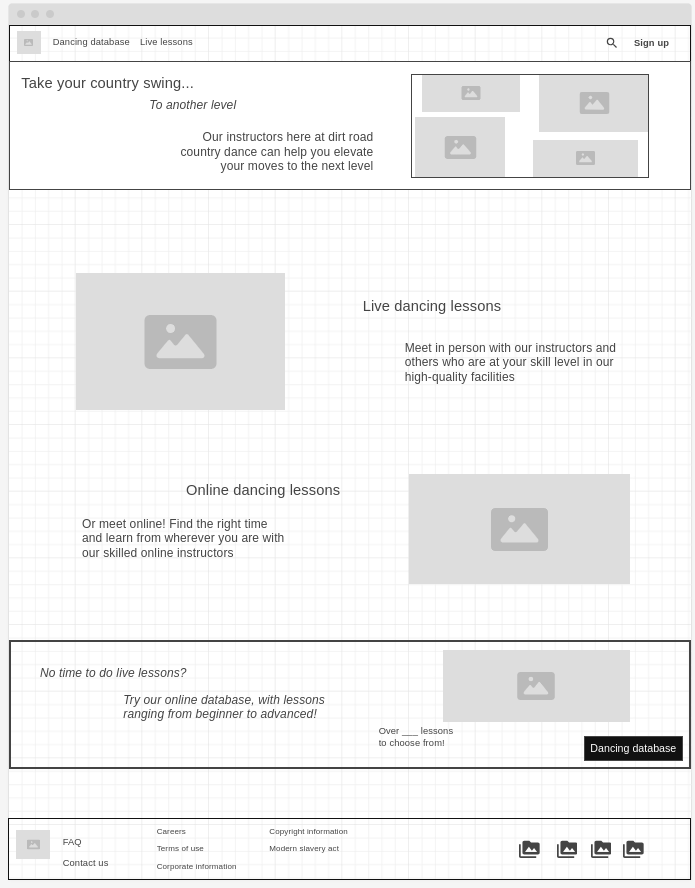 Dancing database Live lessons Sign up
Take your country swing...
To another level
Our instructors here at dirt road
country dance can help you elevate
your moves to the next level
Live dancing lessons
Meet in person with our instructors and
others who are at your skill level in our
high-quality facilities
Online dancing lessons
Or meet online! Find the right time
and learn from wherever you are with
our skilled online instructors
No time to do live lessons?
Try our online database, with lessons
ranging from beginner to advanced!
Over ___ lessons
to choose from!
Dancing database
FAQ
Contact us
Careers
Terms of use
Corporate information
Copyright information
Modern slavery act